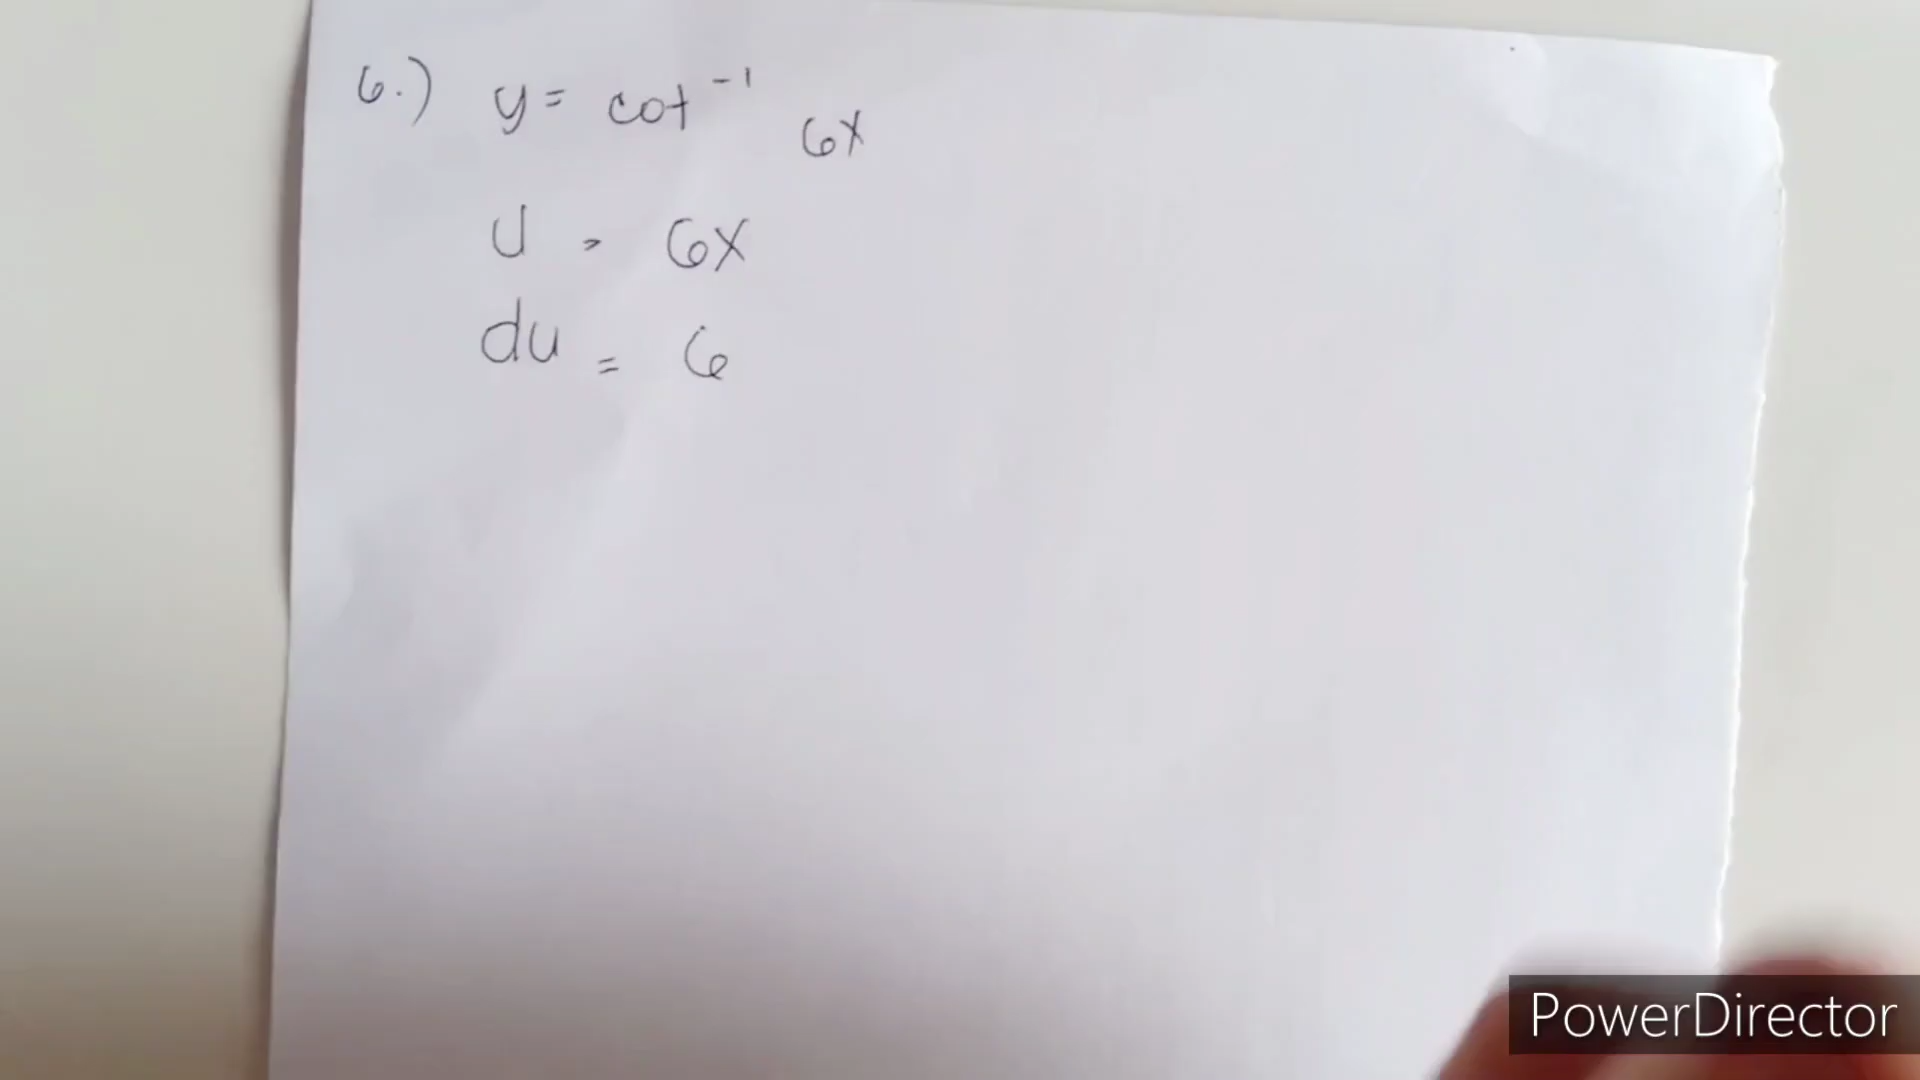 6.) y = cot⁻¹ 6x
u = 6x
du = 6
PowerDirector